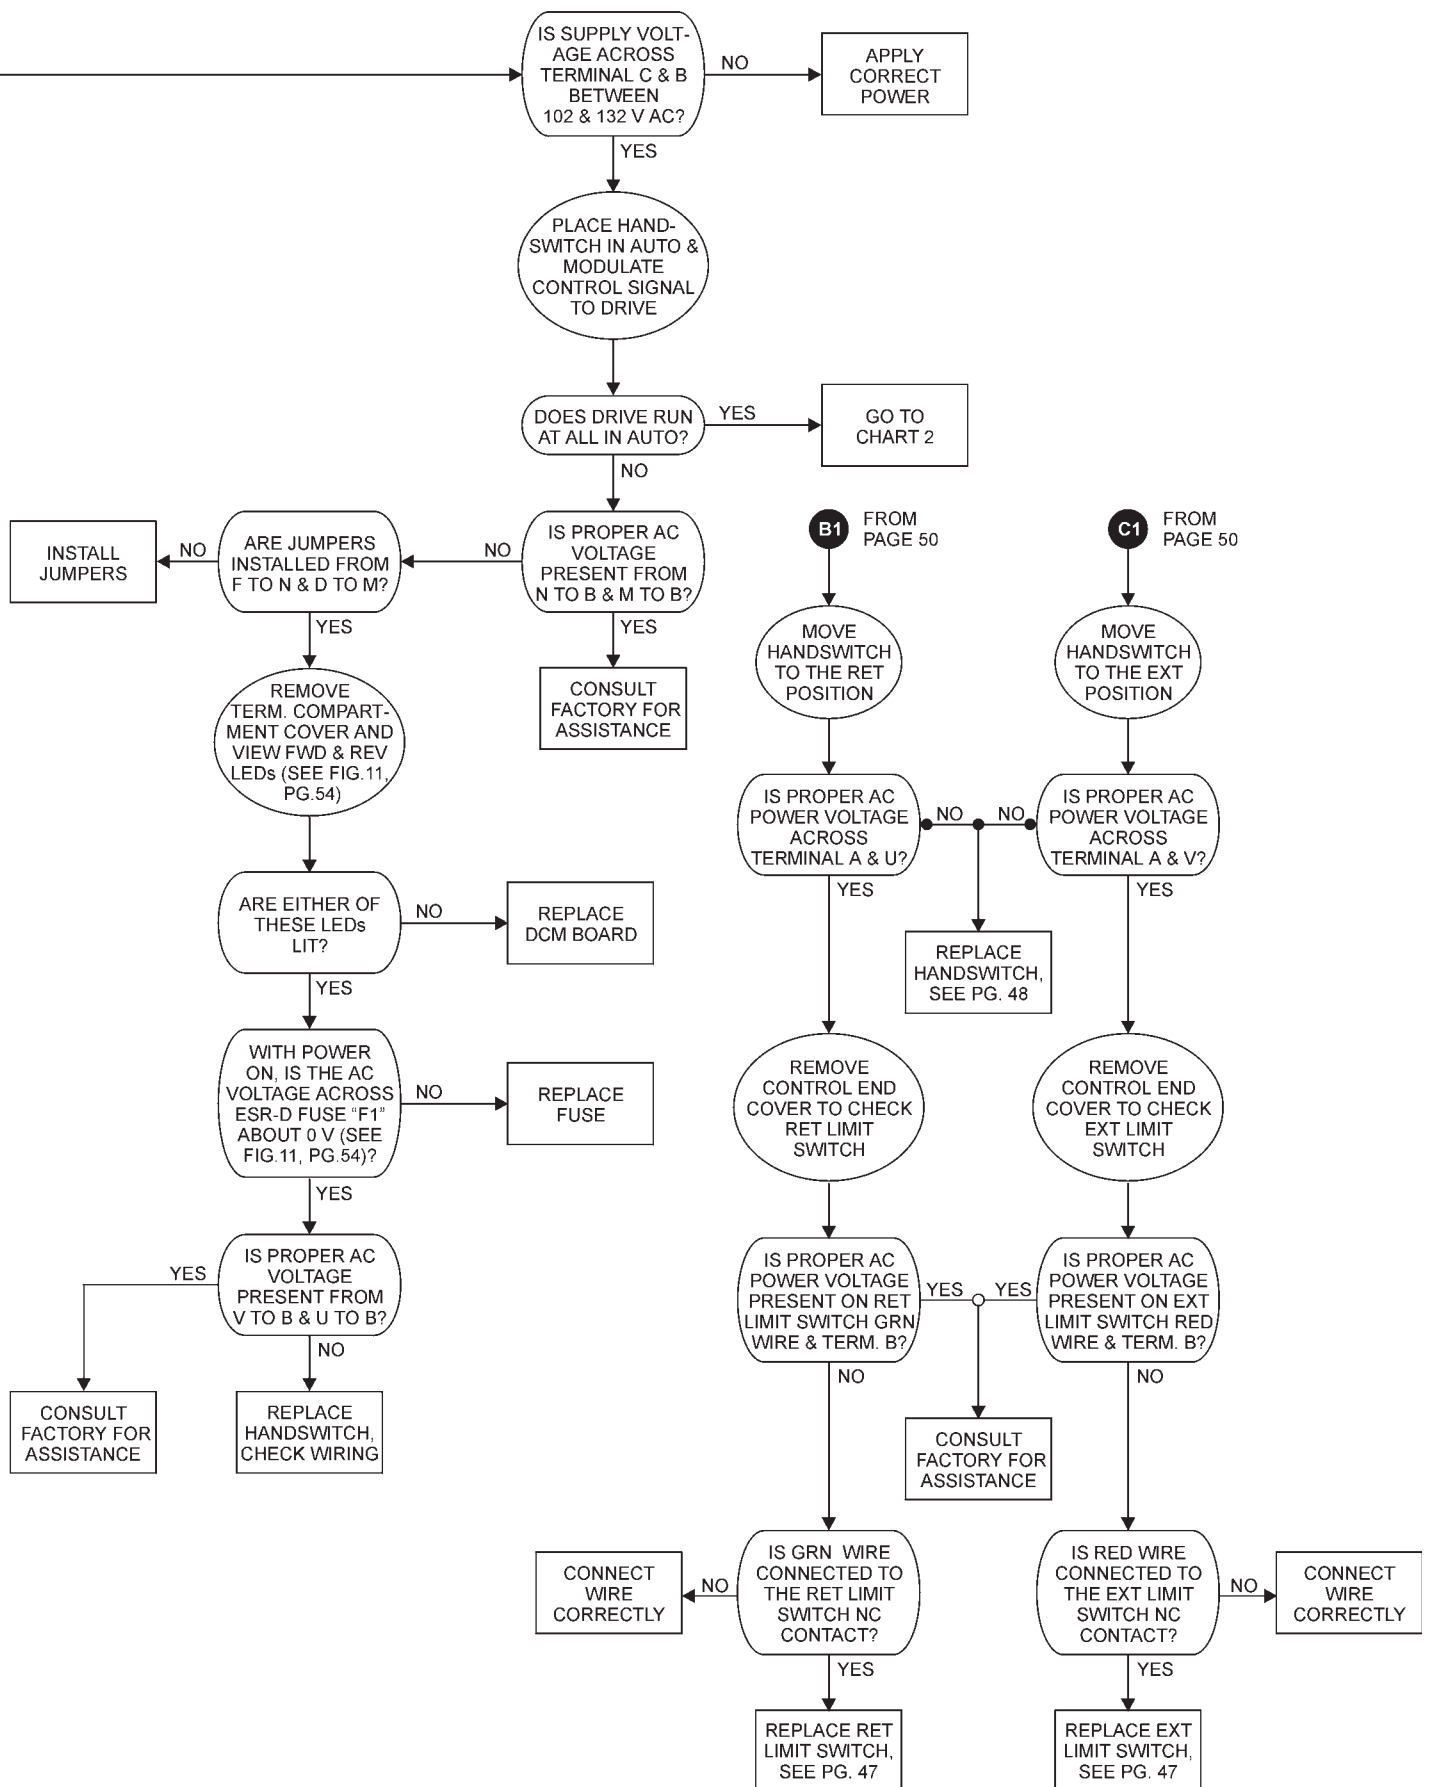 IS SUPPLY VOLT-
AGE ACROSS
TERMINAL C & B
BETWEEN
102 & 132 V AC?
NO
APPLY
CORRECT
POWER
YES
PLACE HAND-
SWITCH IN AUTO &
MODULATE
CONTROL SIGNAL
TO DRIVE
DOES DRIVE RUN
AT ALL IN AUTO?
YES
GO TO
CHART 2
NO
IS PROPER AC
VOLTAGE
PRESENT FROM
N TO B & M TO B?
NO
ARE JUMPERS
INSTALLED FROM
F TO N & D TO M?
NO
INSTALL
JUMPERS
YES
CONSULT
FACTORY FOR
ASSISTANCE
YES
REMOVE
TERM. COMPART-
MENT COVER AND
VIEW FWD & REV
LEDs (SEE FIG.11,
PG.54)
ARE EITHER OF
THESE LEDs
LIT?
NO
REPLACE
DCM BOARD
YES
WITH POWER
ON, IS THE AC
VOLTAGE ACROSS
ESR-D FUSE “F1”
ABOUT 0 V (SEE
FIG.11, PG.54)?
NO
REPLACE
FUSE
YES
IS PROPER AC
VOLTAGE
PRESENT FROM
V TO B & U TO B?
YES
CONSULT
FACTORY FOR
ASSISTANCE
NO
REPLACE
HANDSWITCH,
CHECK WIRING
B1
FROM
PAGE 50
MOVE
HANDSWITCH
TO THE RET
POSITION
IS PROPER AC
POWER VOLTAGE
ACROSS
TERMINAL A & U?
NO
YES
REMOVE
CONTROL END
COVER TO CHECK
RET LIMIT
SWITCH
IS PROPER AC
POWER VOLTAGE
PRESENT ON RET
LIMIT SWITCH GRN
WIRE & TERM. B?
YES
NO
IS GRN WIRE
CONNECTED TO
THE RET LIMIT
SWITCH NC
CONTACT?
NO
CONNECT
WIRE
CORRECTLY
YES
REPLACE RET
LIMIT SWITCH,
SEE PG. 47
C1
FROM
PAGE 50
MOVE
HANDSWITCH
TO THE EXT
POSITION
IS PROPER AC
POWER VOLTAGE
ACROSS
TERMINAL A & V?
NO
REPLACE
HANDSWITCH,
SEE PG. 48
YES
REMOVE
CONTROL END
COVER TO CHECK
EXT LIMIT
SWITCH
IS PROPER AC
POWER VOLTAGE
PRESENT ON EXT
LIMIT SWITCH RED
WIRE & TERM. B?
YES
CONSULT
FACTORY FOR
ASSISTANCE
NO
IS RED WIRE
CONNECTED TO
THE EXT LIMIT
SWITCH NC
CONTACT?
NO
CONNECT
WIRE
CORRECTLY
YES
REPLACE EXT
LIMIT SWITCH,
SEE PG. 47